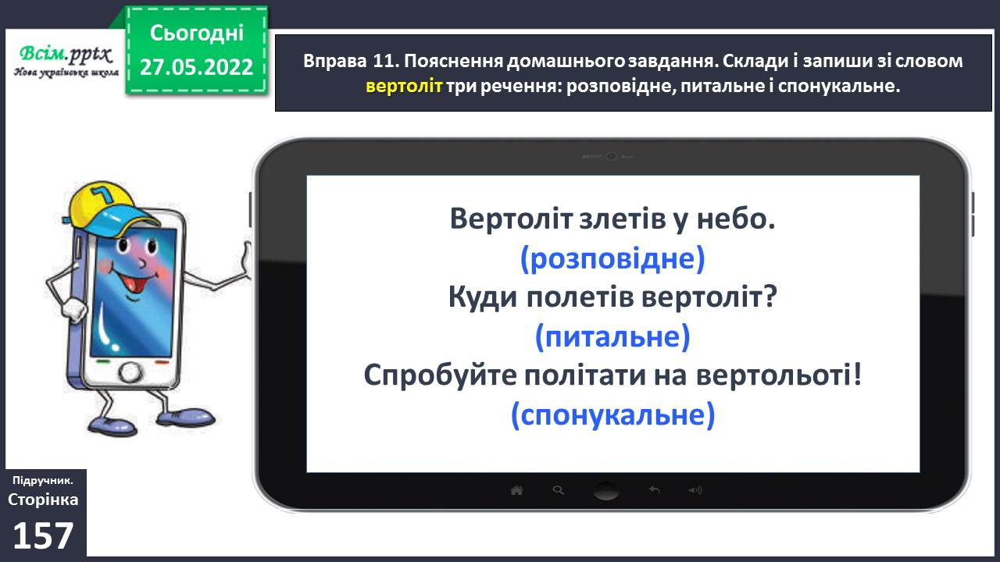 Всім.pptx
Нова українська школа
Сьогодні
27.05.2022
Вправа 11. Пояснення домашнього завдання. Склади і запиши зі словом
вертоліт три речення: розповідне, питальне і спонукальне.
Вертоліт злетів у небо.
(розповідне)
Куди полетів вертоліт?
(питальне)
Спробуйте політати на вертольоті!
(спонукальне)
Підручник.
Сторінка
157